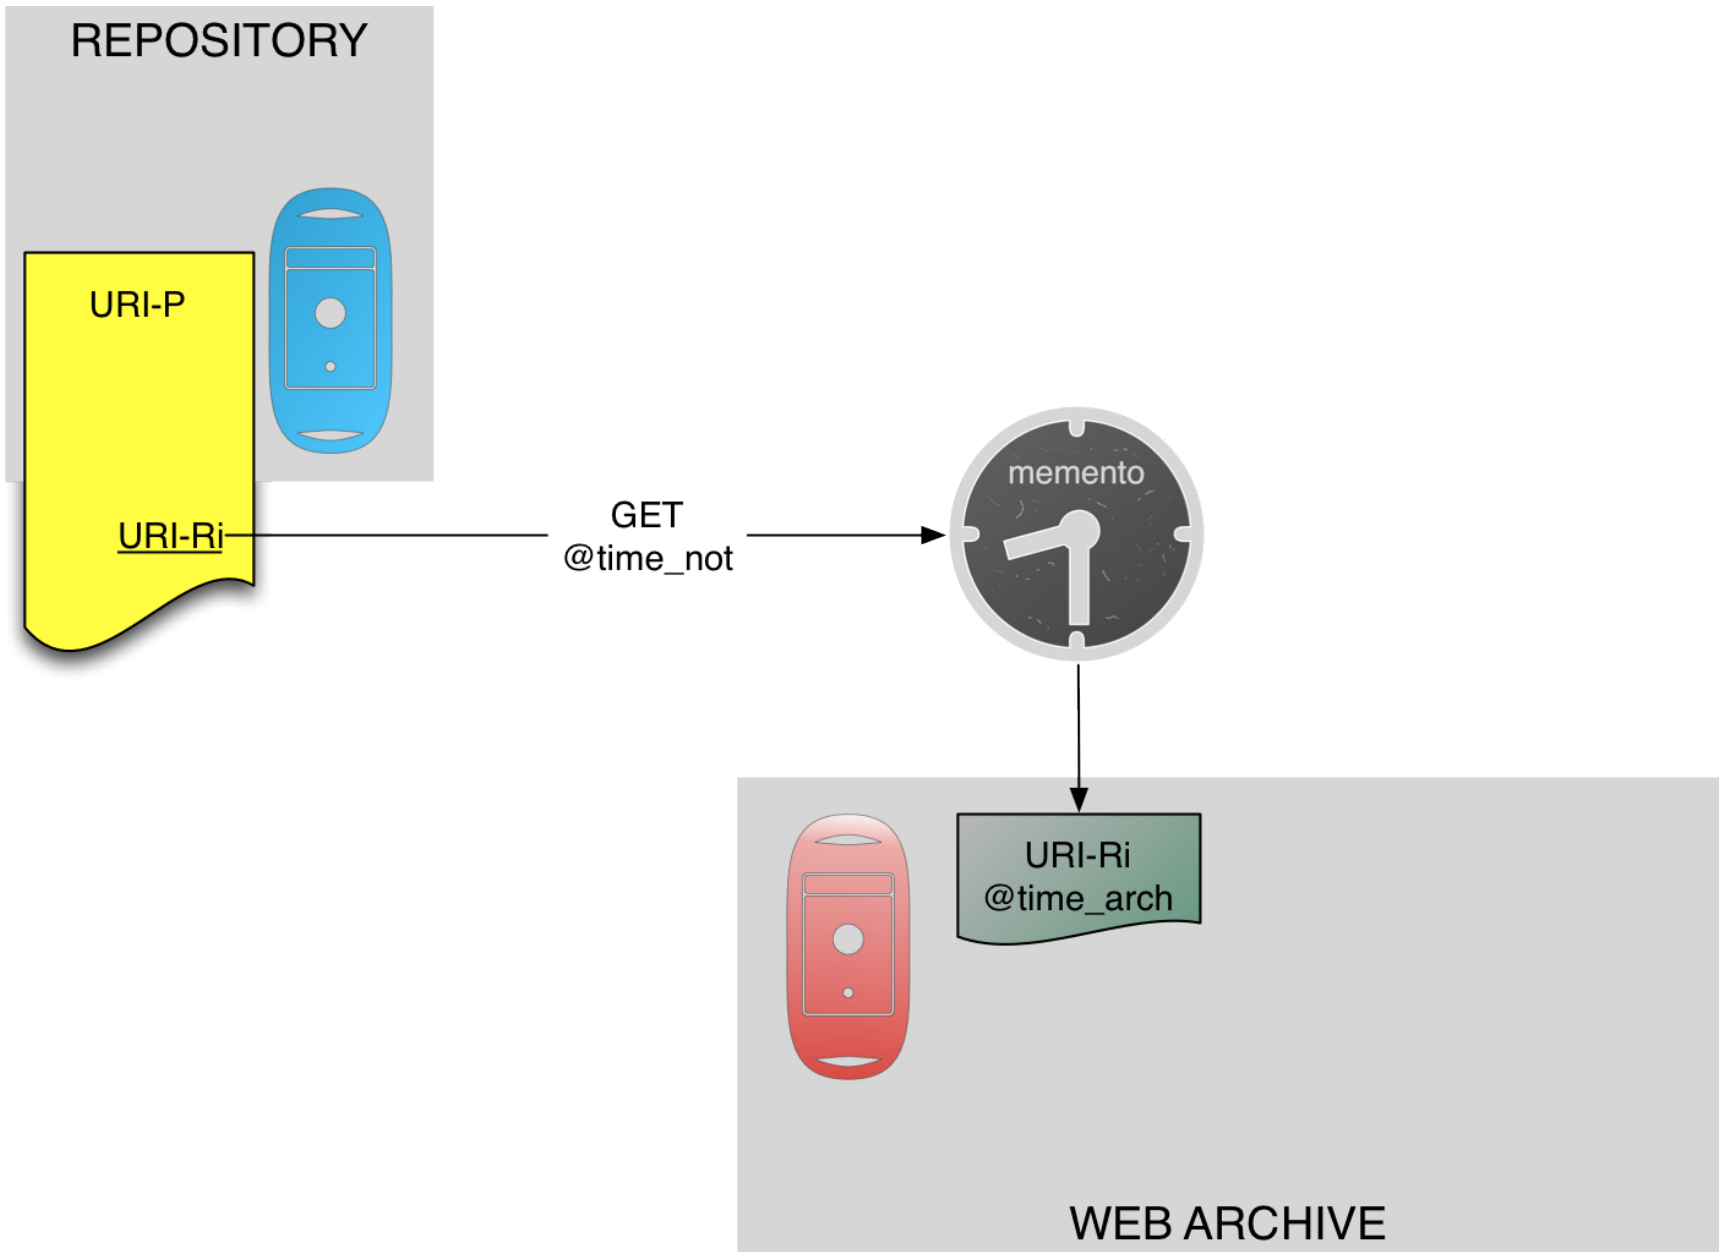 REPOSITORY
URI-P
URI-Ri
GET
@time_not
memento
URI-Ri
@time_arch
WEB ARCHIVE